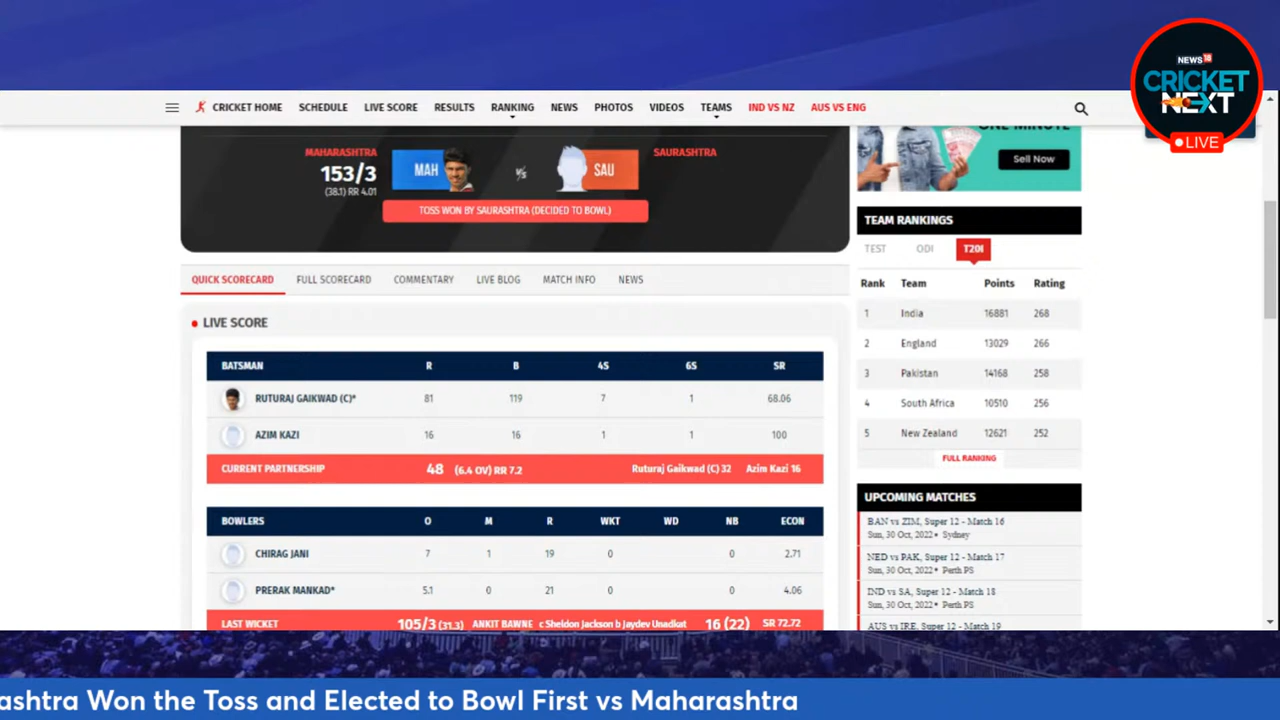 NEWS18
CRICKET
NEXT
LIVE
CRICKET HOME SCHEDULE LIVE SCORE RESULTS RANKING NEWS PHOTOS VIDEOS TEAMS IND VS NZ AUS VS ENG
MAHARASHTRA
153/3
(38.1) RR 4.01
MAH V/S SAU
SAURASHTRA
TOSS WON BY SAURASHTRA (DECIDED TO BOWL)
ONE MINUTE
Sell Now
QUICK SCORECARD FULL SCORECARD COMMENTARY LIVE BLOG MATCH INFO NEWS
LIVE SCORE
BATSMAN R B 4S 6S SR
RUTURAJ GAIKWAD (C)* 81 119 7 1 68.06
AZIM KAZI 16 16 1 1 100
CURRENT PARTNERSHIP 48 (6.4 OV) RR 7.2 Ruturaj Gaikwad (C) 32 Azim Kazi 16
BOWLERS O M R WKT WD NB ECON
CHIRAG JANI 7 1 19 0 0 2.71
PRERAK MANKAD* 5.1 0 21 0 0 4.06
LAST WICKET 105/3 (31.3) ANKIT BAWNE c Sheldon Jackson b Jaydev Unadkat 16 (22) SR 72.72
TEAM RANKINGS
TEST ODI T20I
Rank Team Points Rating
1 India 16881 268
2 England 13029 266
3 Pakistan 14168 258
4 South Africa 10510 256
5 New Zealand 12621 252
FULL RANKING
UPCOMING MATCHES
BAN vs ZIM, Super 12 - Match 16
Sun, 30 Oct, 2022• Sydney
NED vs PAK, Super 12 - Match 17
Sun, 30 Oct, 2022• Perth PS
IND vs SA, Super 12 - Match 18
Sun, 30 Oct, 2022• Perth PS
AUS vs IRE, Super 12 - Match 19
ashtra Won the Toss and Elected to Bowl First vs Maharashtra